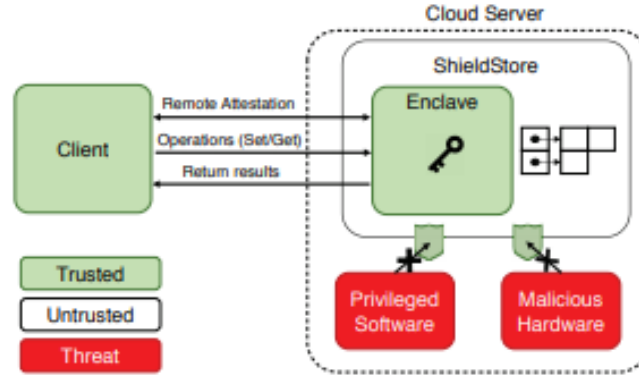 Cloud Server
ShieldStore
Client
Remote Attestation
Operations (Set/Get)
Return results
Enclave
Trusted
Untrusted
Threat
Privileged
Software
Malicious
Hardware